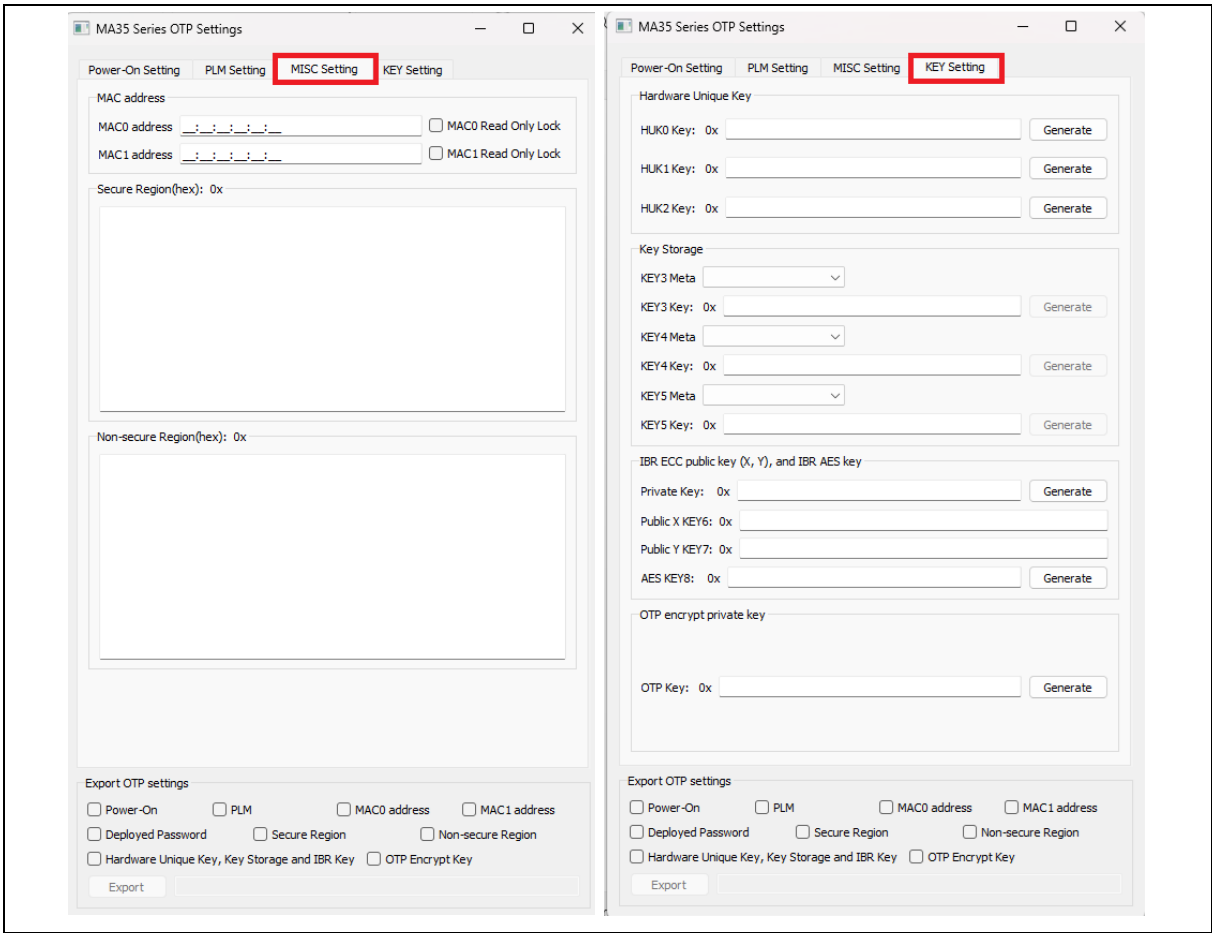 MA35 Series OTP Settings
Power-On Setting PLM Setting MISC Setting KEY Setting
MAC address
MAC0 address __:__:__:__:__:__ MAC0 Read Only Lock
MAC1 address __:__:__:__:__:__ MAC1 Read Only Lock
Secure Region(hex): 0x
Non-secure Region(hex): 0x
Export OTP settings
Power-On PLM MAC0 address MAC1 address
Deployed Password Secure Region Non-secure Region
Hardware Unique Key, Key Storage and IBR Key OTP Encrypt Key
Export
MA35 Series OTP Settings
Power-On Setting PLM Setting MISC Setting KEY Setting
Hardware Unique Key
HUK0 Key: 0x Generate
HUK1 Key: 0x Generate
HUK2 Key: 0x Generate
Key Storage
KEY3 Meta
KEY3 Key: 0x Generate
KEY4 Meta
KEY4 Key: 0x Generate
KEY5 Meta
KEY5 Key: 0x Generate
IBR ECC public key (X, Y), and IBR AES key
Private Key: 0x Generate
Public X KEY6: 0x
Public Y KEY7: 0x
AES KEY8: 0x Generate
OTP encrypt private key
OTP Key: 0x Generate
Export OTP settings
Power-On PLM MAC0 address MAC1 address
Deployed Password Secure Region Non-secure Region
Hardware Unique Key, Key Storage and IBR Key OTP Encrypt Key
Export